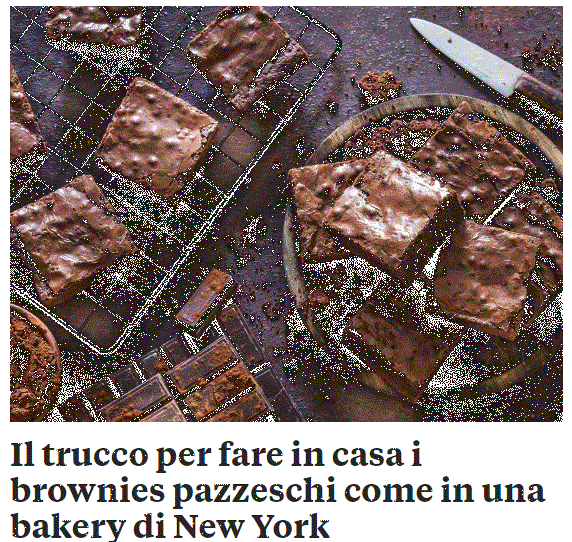 Il trucco per fare in casa i
brownies pazzeschi come in una
bakery di New York